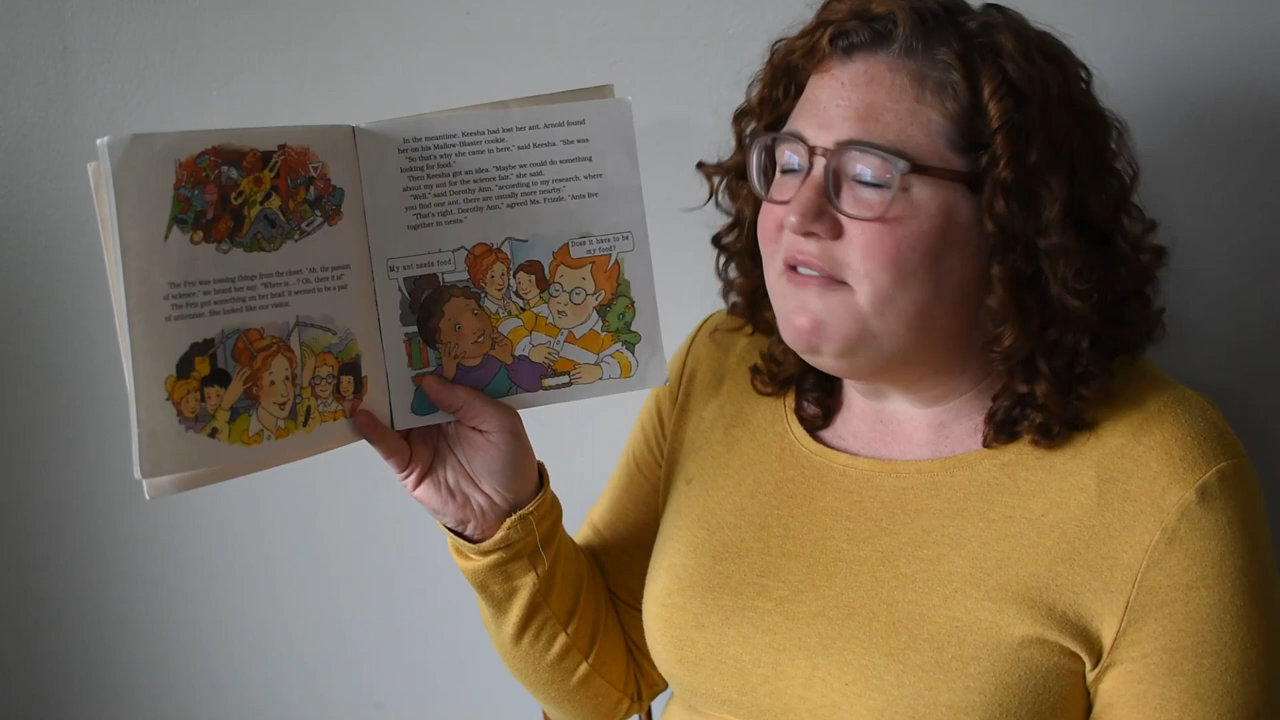 The Friz was tossing things from the closet. "Ah, the passion
of science," we heard her say. "Where is...? Oh, there it is!"
The Friz put something on her head. It seemed to be a pair
of antennae. She looked like our visitor.
In the meantime, Keesha had lost her ant. Arnold found
her on his Mallow-Blaster cookie.
"So that's why she came in here," said Keesha. "She was
looking for food."
Then Keesha got an idea. "Maybe we could do something
about my ant for the science fair," she said.
"Well," said Dorothy Ann, "according to my research, where
you find one ant, there are usually more nearby."
"That's right, Dorothy Ann," agreed Ms. Frizzle. "Ants live
together in nests."
My ant needs food.
Does it have to be
my food?